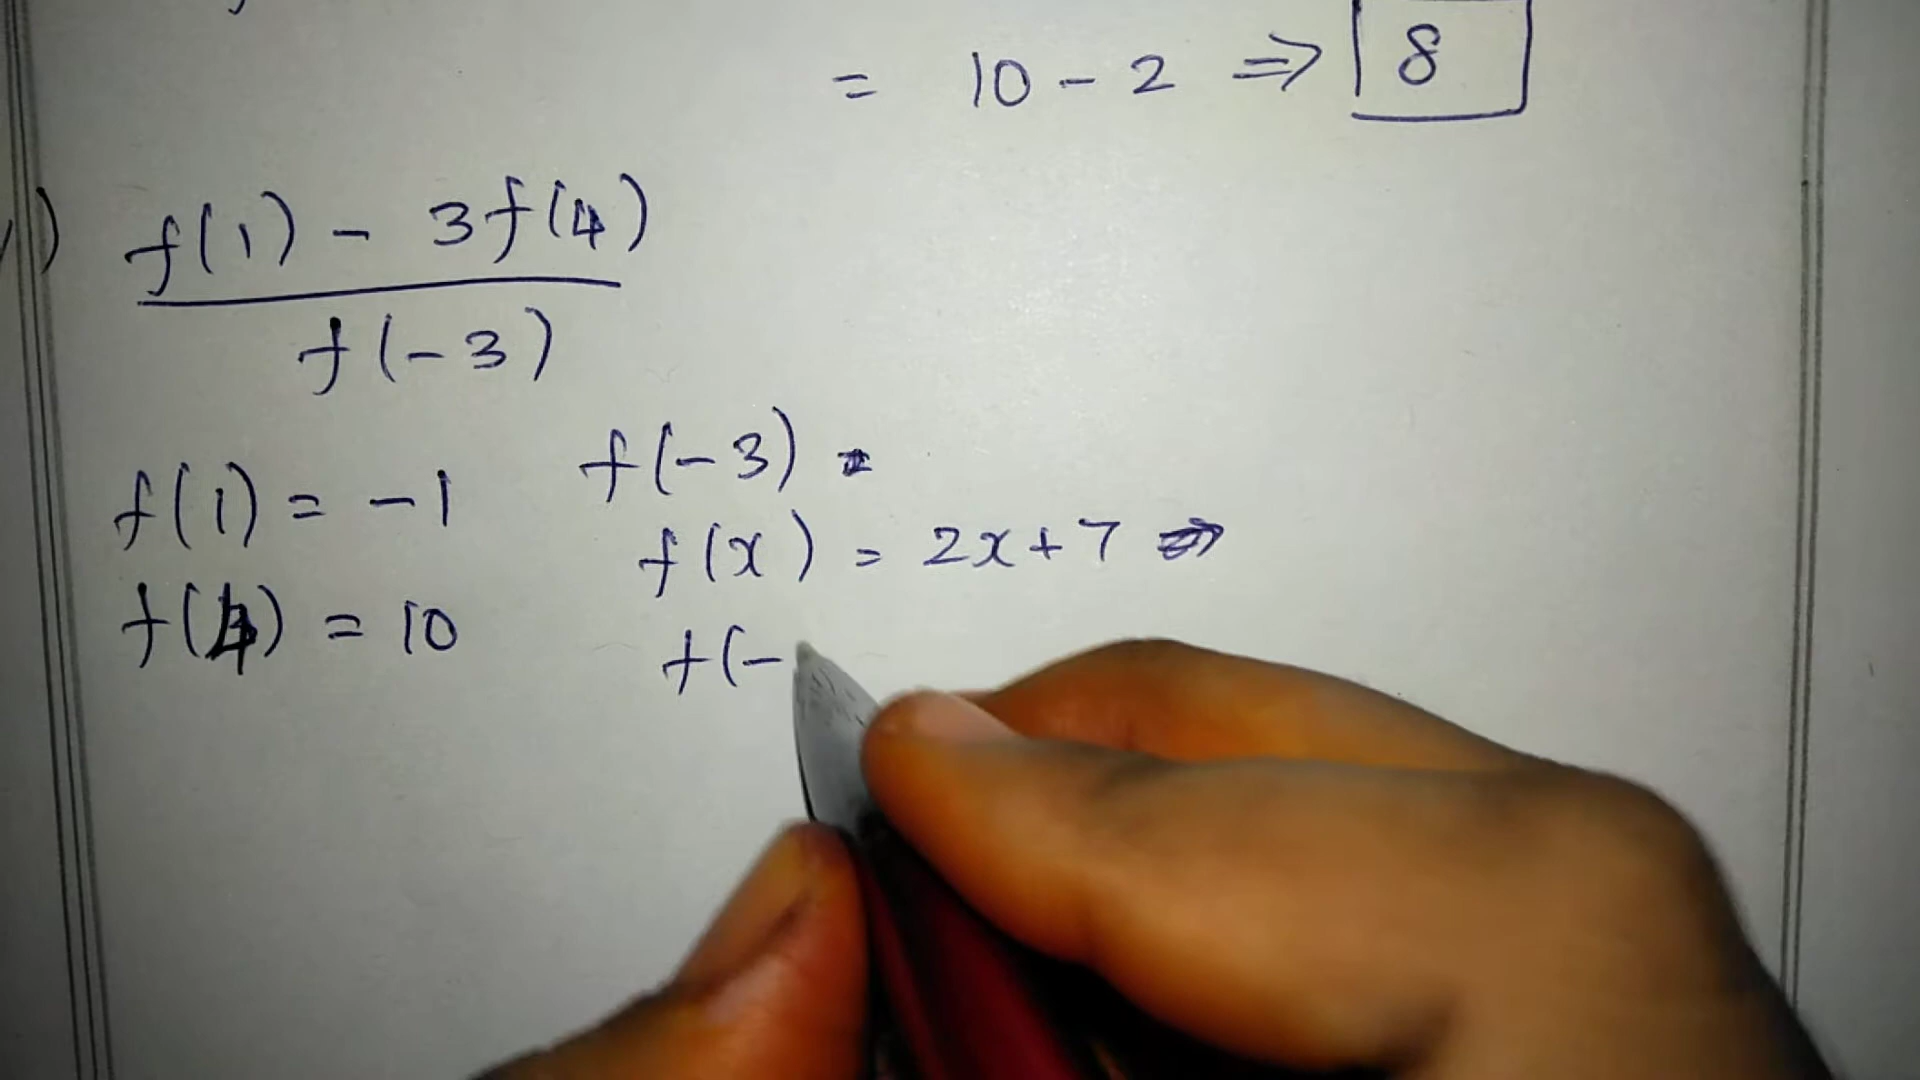 = 10 - 2 ⇒ 8
) f(1) - 3f(4)
f(-3)
f(1) = -1
f(4) = 10
f(-3) =
f(x) = 2x+7 ⇒
f(-